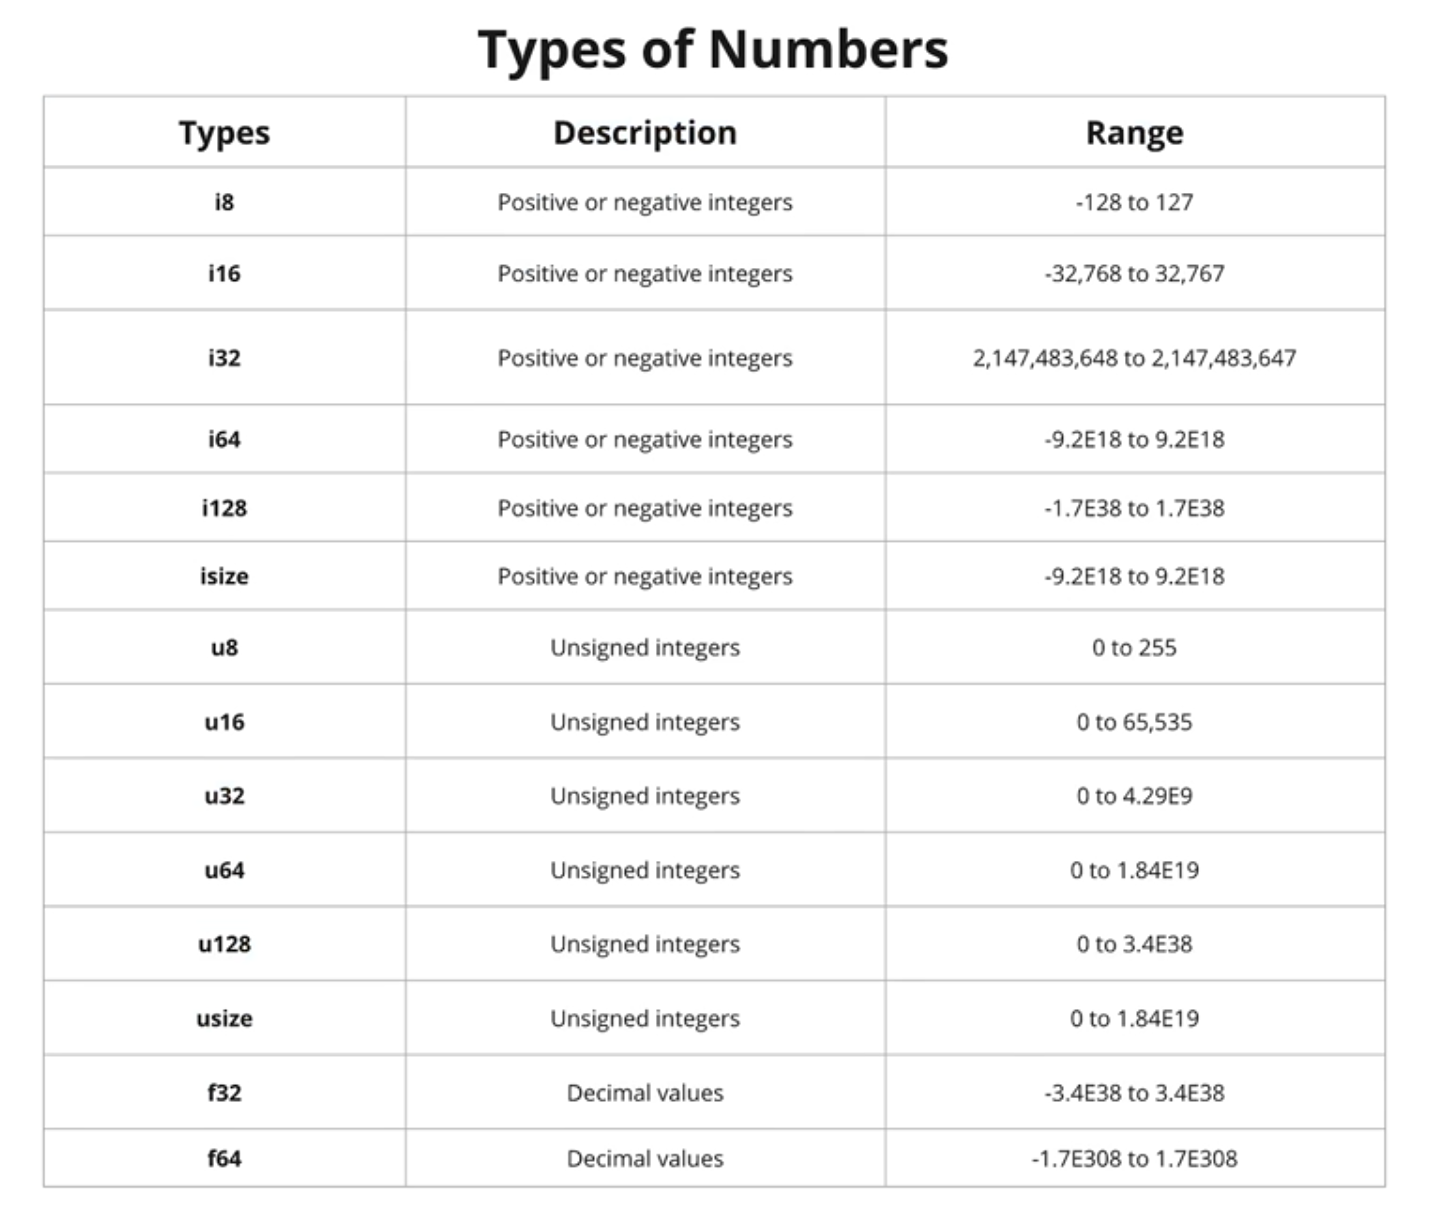 Types of Numbers
Types Description Range
i8 Positive or negative integers -128 to 127
i16 Positive or negative integers -32,768 to 32,767
i32 Positive or negative integers 2,147,483,648 to 2,147,483,647
i64 Positive or negative integers -9.2E18 to 9.2E18
i128 Positive or negative integers -1.7E38 to 1.7E38
isize Positive or negative integers -9.2E18 to 9.2E18
u8 Unsigned integers 0 to 255
u16 Unsigned integers 0 to 65,535
u32 Unsigned integers 0 to 4.29E9
u64 Unsigned integers 0 to 1.84E19
u128 Unsigned integers 0 to 3.4E38
usize Unsigned integers 0 to 1.84E19
f32 Decimal values -3.4E38 to 3.4E38
f64 Decimal values -1.7E308 to 1.7E308